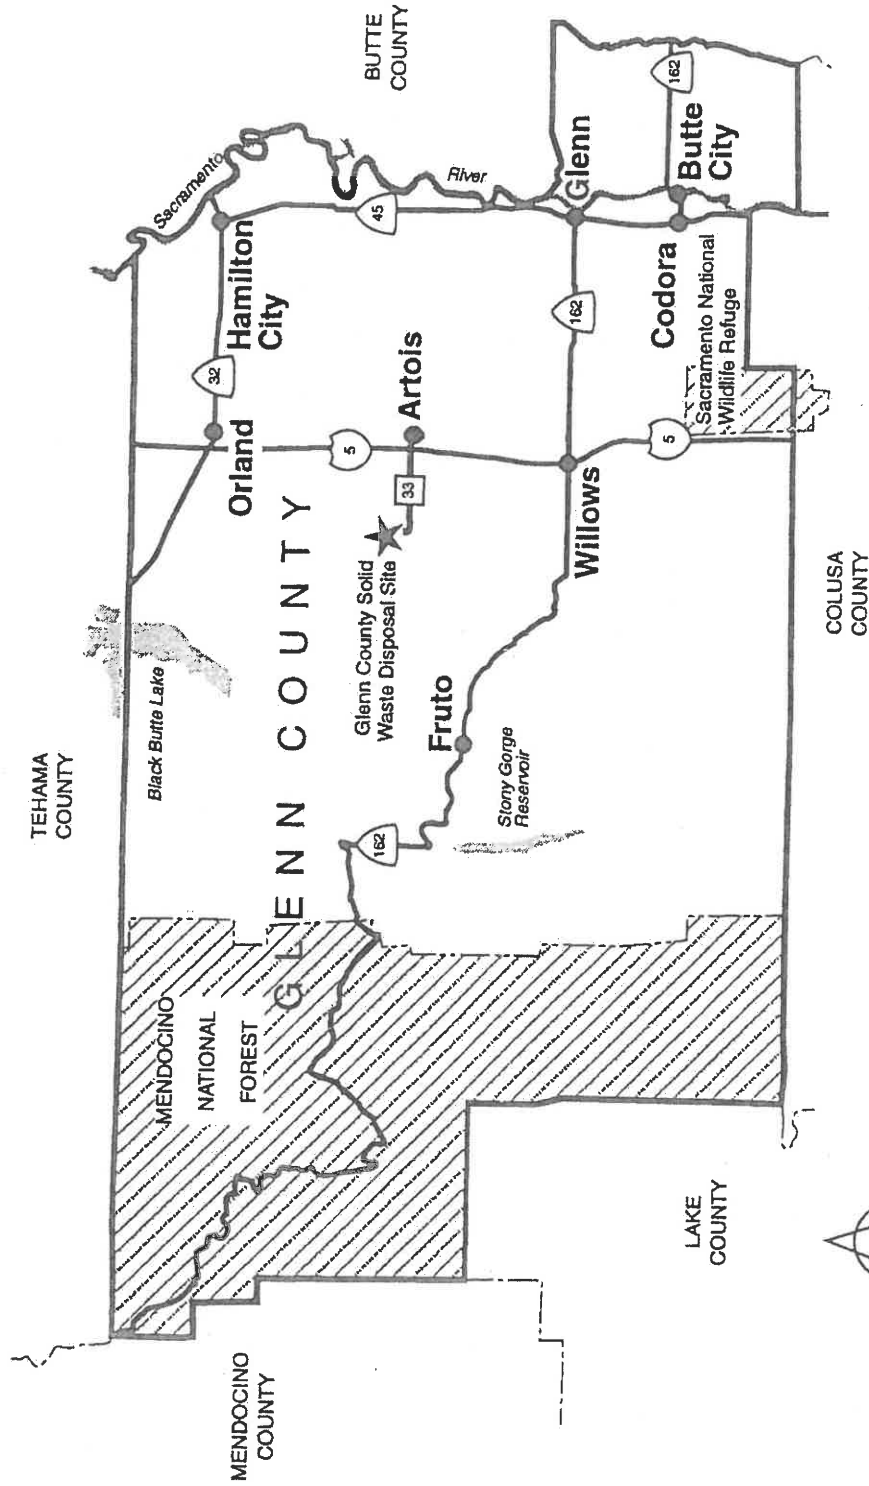 TEHAMA
COUNTY
BUTTE
COUNTY
MENDOCINO
COUNTY
LAKE
COUNTY
COLUSA
COUNTY
MENDOCINO
NATIONAL
FOREST
GLENN COUNTY
Black Butte Lake
Orland
32
Hamilton
City
Sacramento
River
45
5
Glenn County Solid
Waste Disposal Site
33
Artois
162
Fruto
Stony Gorge
Reservoir
Willows
162
Glenn
5
Codora
Butte
City
162
Sacramento National
Wildlife Refuge